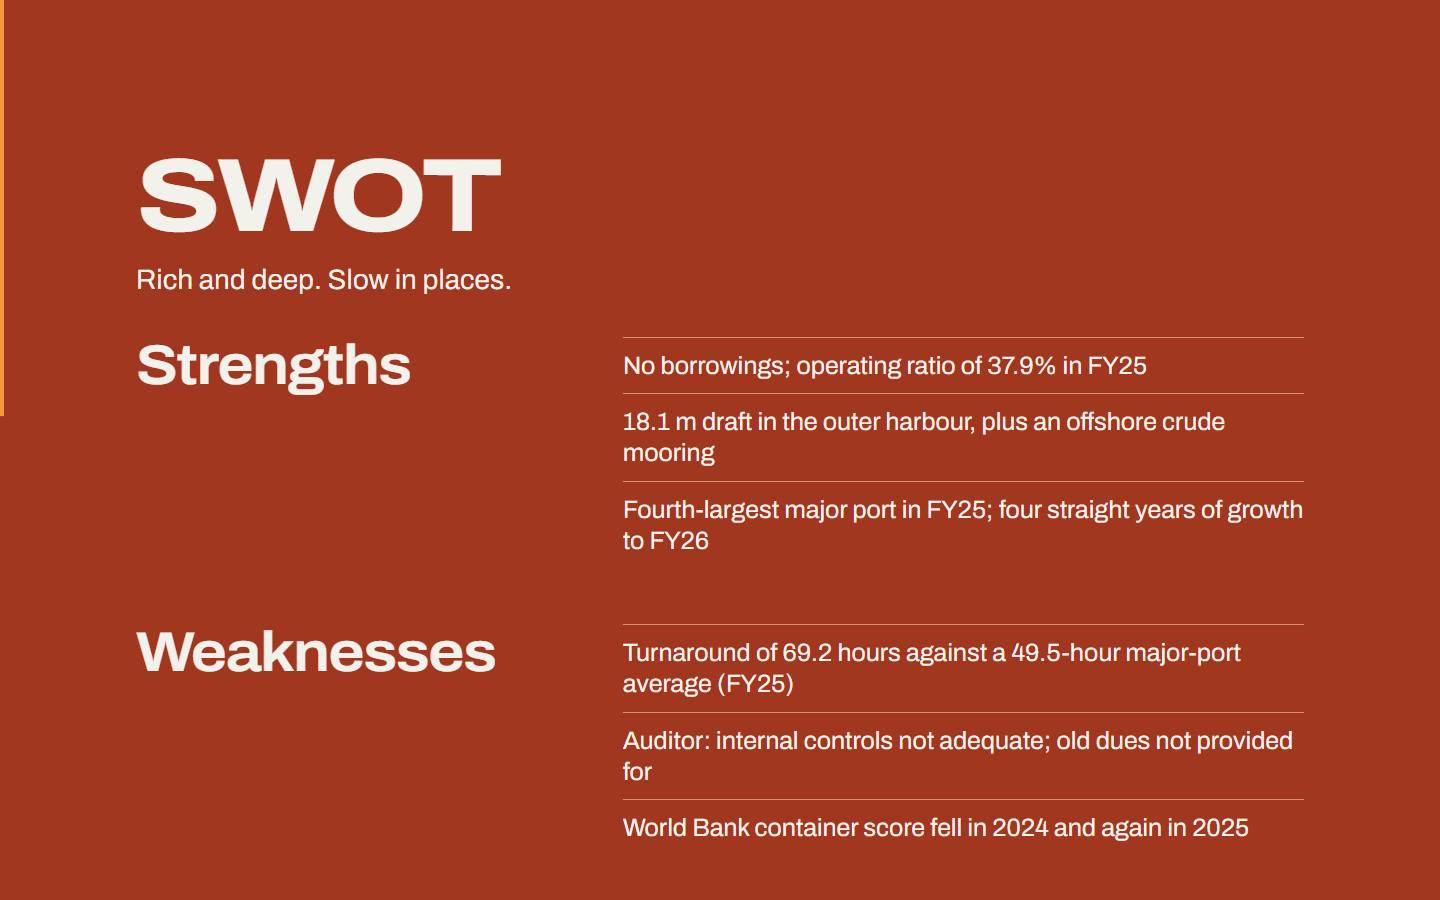 SWOT
Rich and deep. Slow in places.
Strengths
No borrowings; operating ratio of 37.9% in FY25
18.1 m draft in the outer harbour, plus an offshore crude
mooring
Fourth-largest major port in FY25; four straight years of growth
to FY26
Weaknesses
Turnaround of 69.2 hours against a 49.5-hour major-port
average (FY25)
Auditor: internal controls not adequate; old dues not provided
for
World Bank container score fell in 2024 and again in 2025